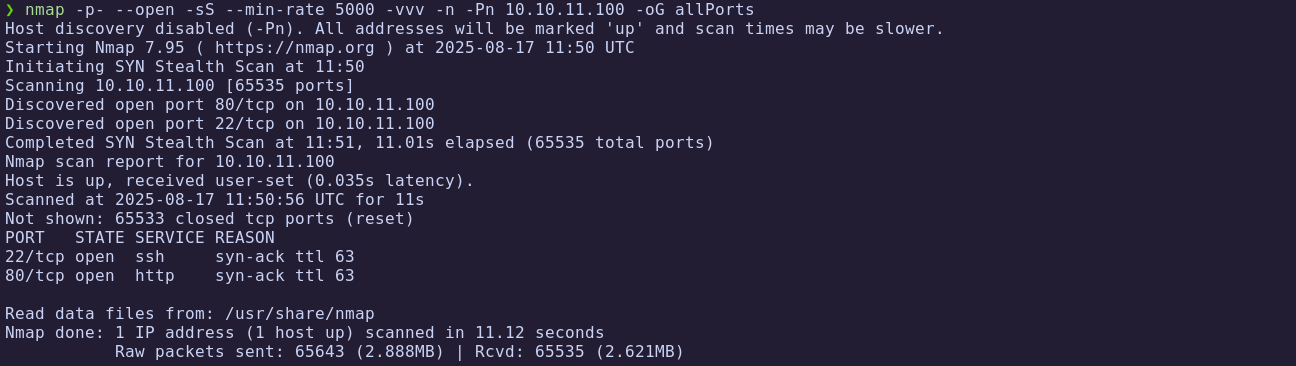 ❯ nmap -p- --open -sS --min-rate 5000 -vvv -n -Pn 10.10.11.100 -oG allPorts
Host discovery disabled (-Pn). All addresses will be marked 'up' and scan times may be slower.
Starting Nmap 7.95 ( https://nmap.org ) at 2025-08-17 11:50 UTC
Initiating SYN Stealth Scan at 11:50
Scanning 10.10.11.100 [65535 ports]
Discovered open port 80/tcp on 10.10.11.100
Discovered open port 22/tcp on 10.10.11.100
Completed SYN Stealth Scan at 11:51, 11.01s elapsed (65535 total ports)
Nmap scan report for 10.10.11.100
Host is up, received user-set (0.035s latency).
Scanned at 2025-08-17 11:50:56 UTC for 11s
Not shown: 65533 closed tcp ports (reset)
PORT   STATE SERVICE REASON
22/tcp open  ssh     syn-ack ttl 63
80/tcp open  http    syn-ack ttl 63

Read data files from: /usr/share/nmap
Nmap done: 1 IP address (1 host up) scanned in 11.12 seconds
           Raw packets sent: 65643 (2.888MB) | Rcvd: 65535 (2.621MB)